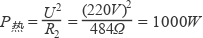 P热 = U²/R₂ = (220V)²/484Ω = 1000W